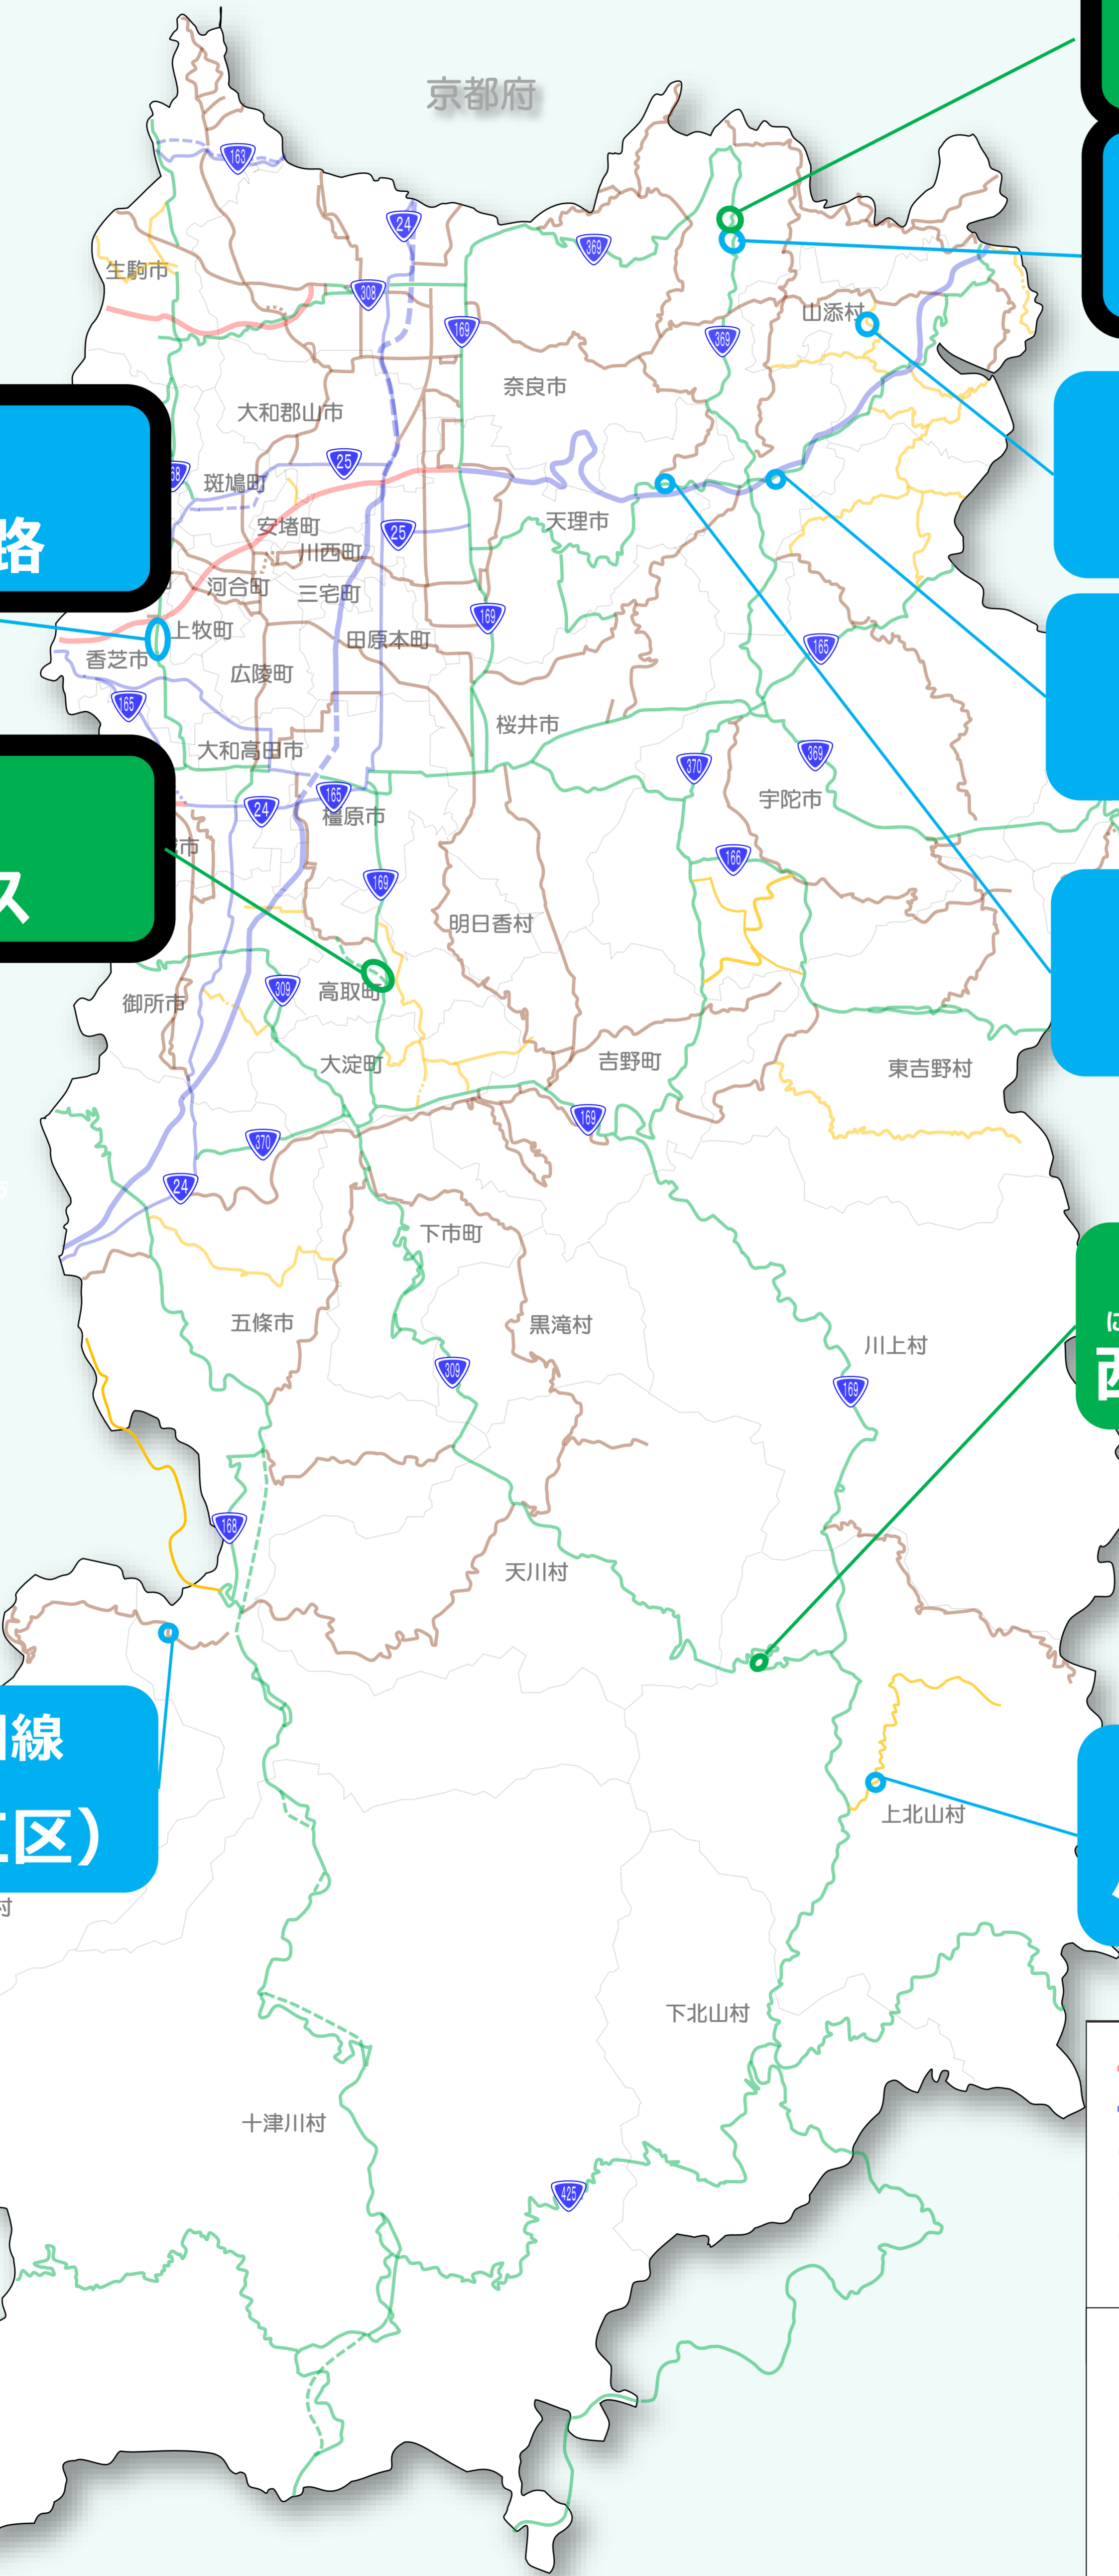 京都府
163
24
369
生駒市
308
山添村
169
369
奈良市
大和郡山市
25
斑鳩町
安堵町
天理市
25
川西町
路
河合町
三宅町
169
上牧町
田原本町
165
香芝市
広陵町
165
桜井市
大和高田市
369
370
165
宇陀市
24
橿原市
市
166
169
ス
明日香村
309
高取町
御所市
大淀町
吉野町
東吉野村
169
370
24
下市町
五條市
黒滝村
川上村
309
169
168
天川村
線
区）
上北山村
村
下北山村
十津川村
425